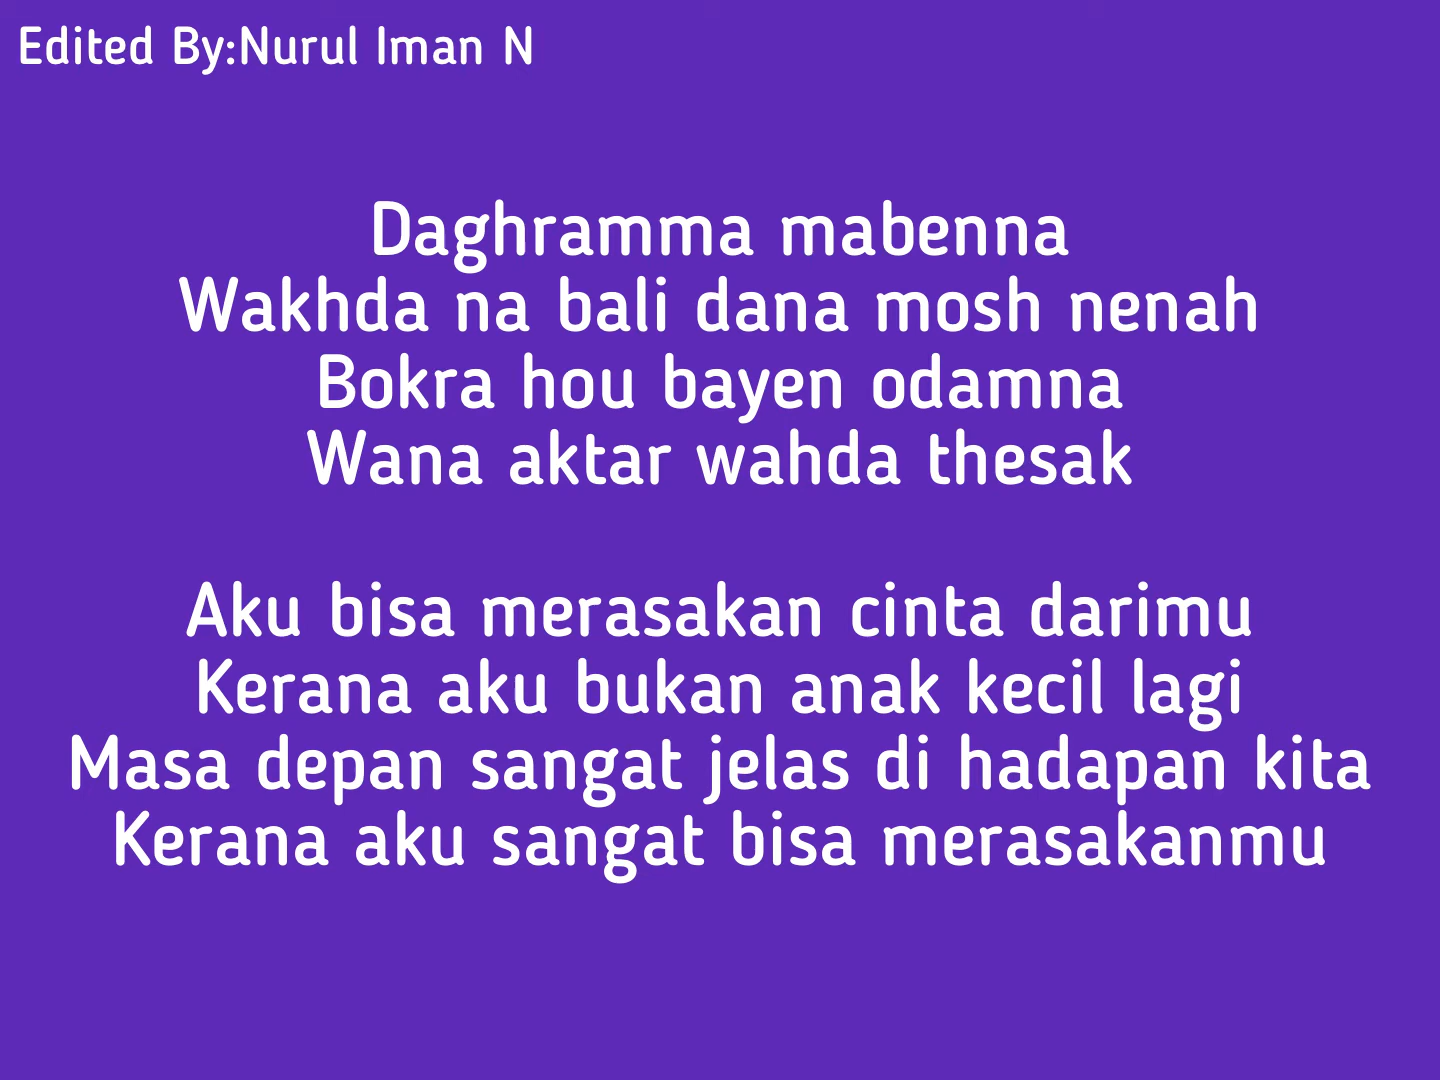 Edited By:Nurul Iman N
Daghramma mabenna
Wakhda na bali dana mosh nenah
Bokra hou bayen odamna
Wana aktar wahda thesak
Aku bisa merasakan cinta darimu
Kerana aku bukan anak kecil lagi
Masa depan sangat jelas di hadapan kita
Kerana aku sangat bisa merasakanmu